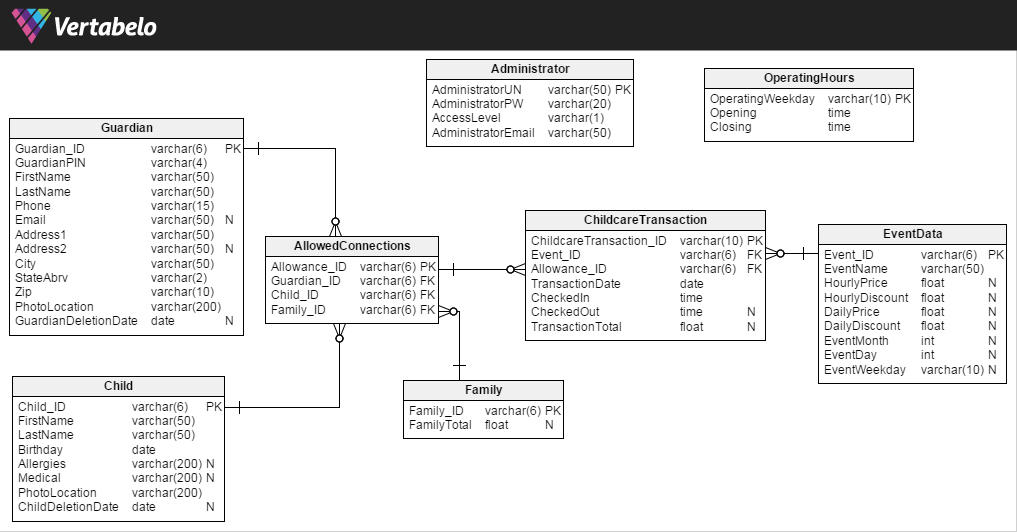 Vertabelo
Administrator
AdministratorUN varchar(50) PK
AdministratorPW varchar(20)
AccessLevel varchar(1)
AdministratorEmail varchar(50)
OperatingHours
OperatingWeekday varchar(10) PK
Opening time
Closing time
Guardian
Guardian_ID varchar(6) PK
GuardianPIN varchar(4)
FirstName varchar(50)
LastName varchar(50)
Phone varchar(15)
Email varchar(50) N
Address1 varchar(50)
Address2 varchar(50) N
City varchar(50)
StateAbrv varchar(2)
Zip varchar(10)
PhotoLocation varchar(200)
GuardianDeletionDate date N
AllowedConnections
Allowance_ID varchar(6) PK
Guardian_ID varchar(6) FK
Child_ID varchar(6) FK
Family_ID varchar(6) FK
ChildcareTransaction
ChildcareTransaction_ID varchar(10) PK
Event_ID varchar(6) FK
Allowance_ID varchar(6) FK
TransactionDate date
CheckedIn time
CheckedOut time N
TransactionTotal float N
EventData
Event_ID varchar(6) PK
EventName varchar(50)
HourlyPrice float N
HourlyDiscount float N
DailyPrice float N
DailyDiscount float N
EventMonth int N
EventDay int N
EventWeekday varchar(10) N
Child
Child_ID varchar(6) PK
FirstName varchar(50)
LastName varchar(50)
Birthday date
Allergies varchar(200) N
Medical varchar(200) N
PhotoLocation varchar(200)
ChildDeletionDate date N
Family
Family_ID varchar(6) PK
FamilyTotal float N